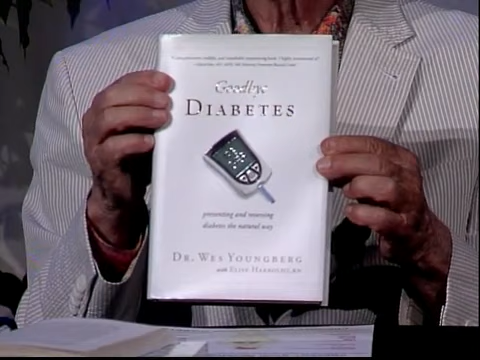 Goodbye
DIABETES
preventing and reversing
diabetes the natural way
DR. WES YOUNGBERG
with ELISE HARBOLDT, RN